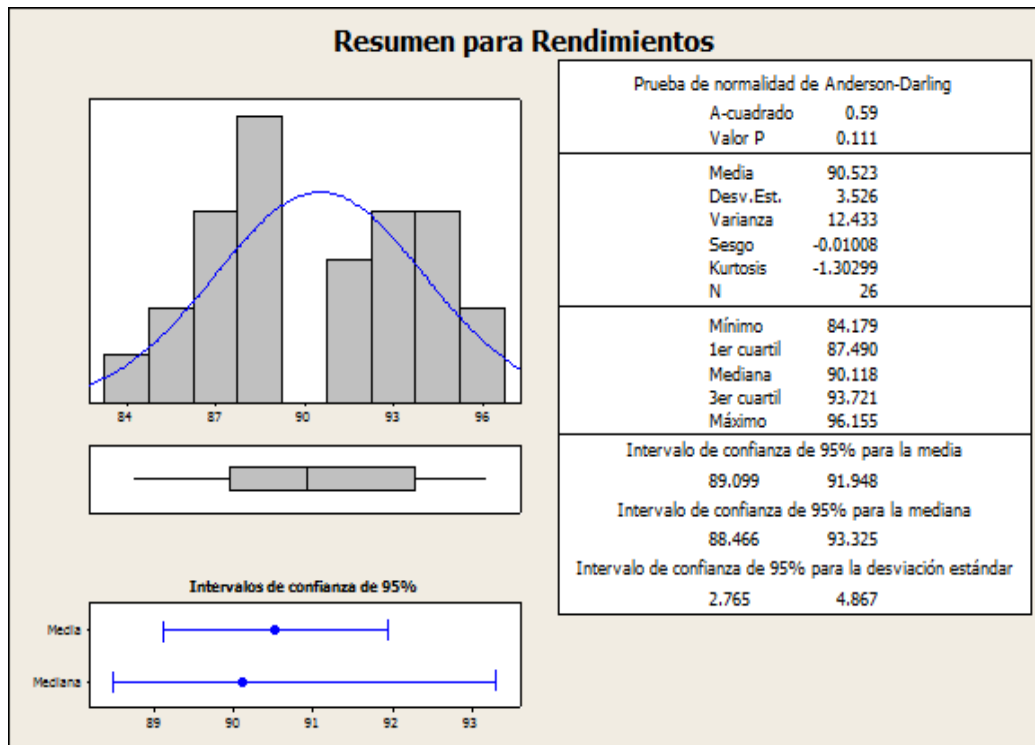 Resumen para Rendimientos
84 87 90 93 96
Intervalos de confianza de 95%
Media
Mediana
89 90 91 92 93
Prueba de normalidad de Anderson-Darling
A-cuadrado 0.59
Valor P 0.111
Media 90.523
Desv.Est. 3.526
Varianza 12.433
Sesgo -0.01008
Kurtosis -1.30299
N 26
Mínimo 84.179
1er cuartil 87.490
Mediana 90.118
3er cuartil 93.721
Máximo 96.155
Intervalo de confianza de 95% para la media
89.099 91.948
Intervalo de confianza de 95% para la mediana
88.466 93.325
Intervalo de confianza de 95% para la desviación estándar
2.765 4.867